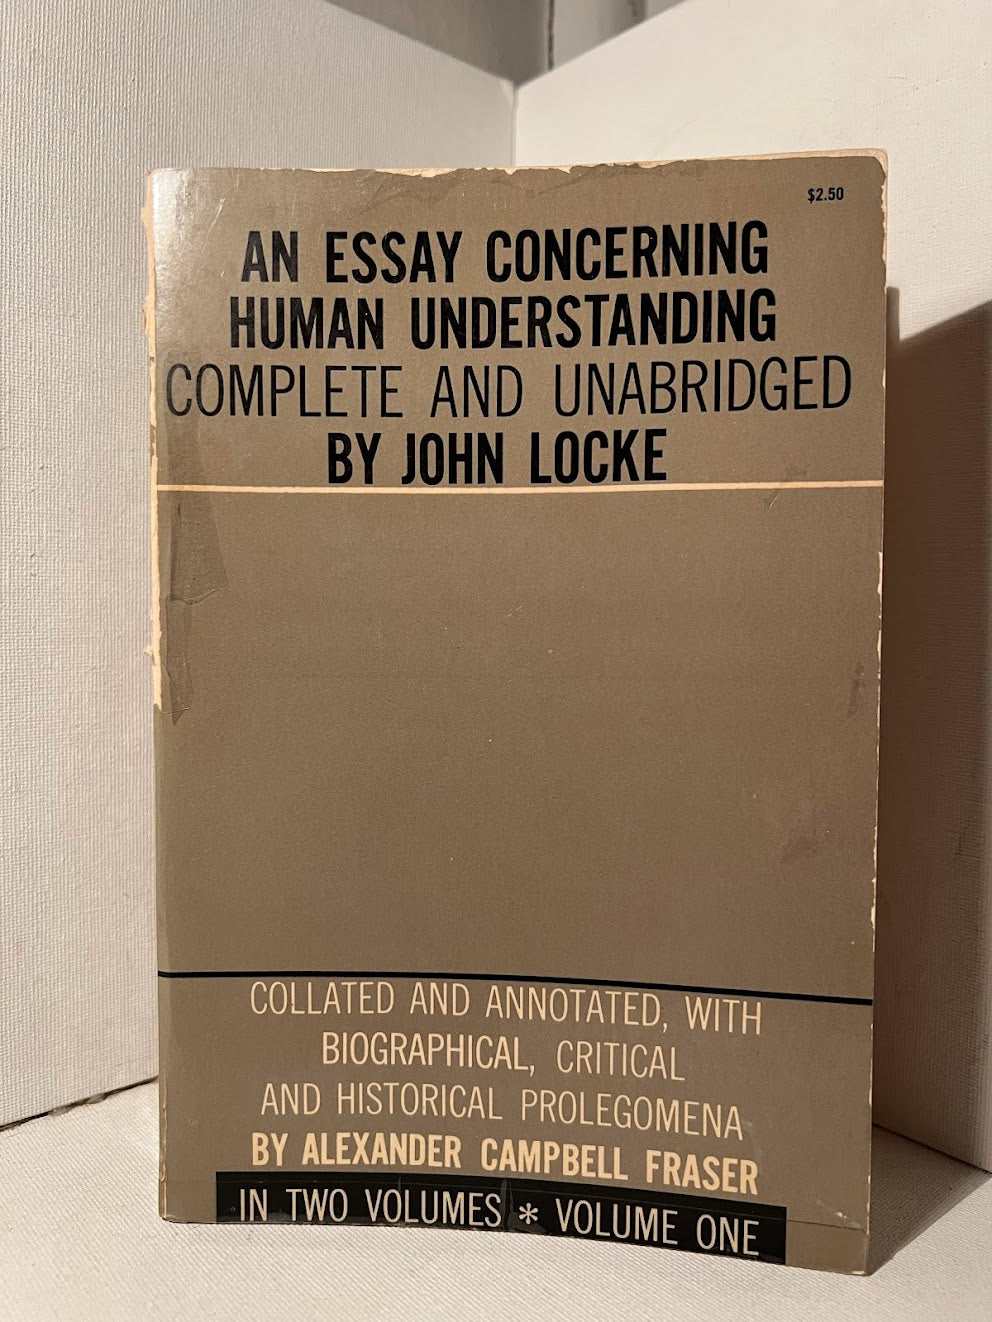 $2.50
AN ESSAY CONCERNING
HUMAN UNDERSTANDING
COMPLETE AND UNABRIDGED
BY JOHN LOCKE
COLLATED AND ANNOTATED, WITH
BIOGRAPHICAL, CRITICAL
AND HISTORICAL PROLEGOMENA
BY ALEXANDER CAMPBELL FRASER
IN TWO VOLUMES * VOLUME ONE